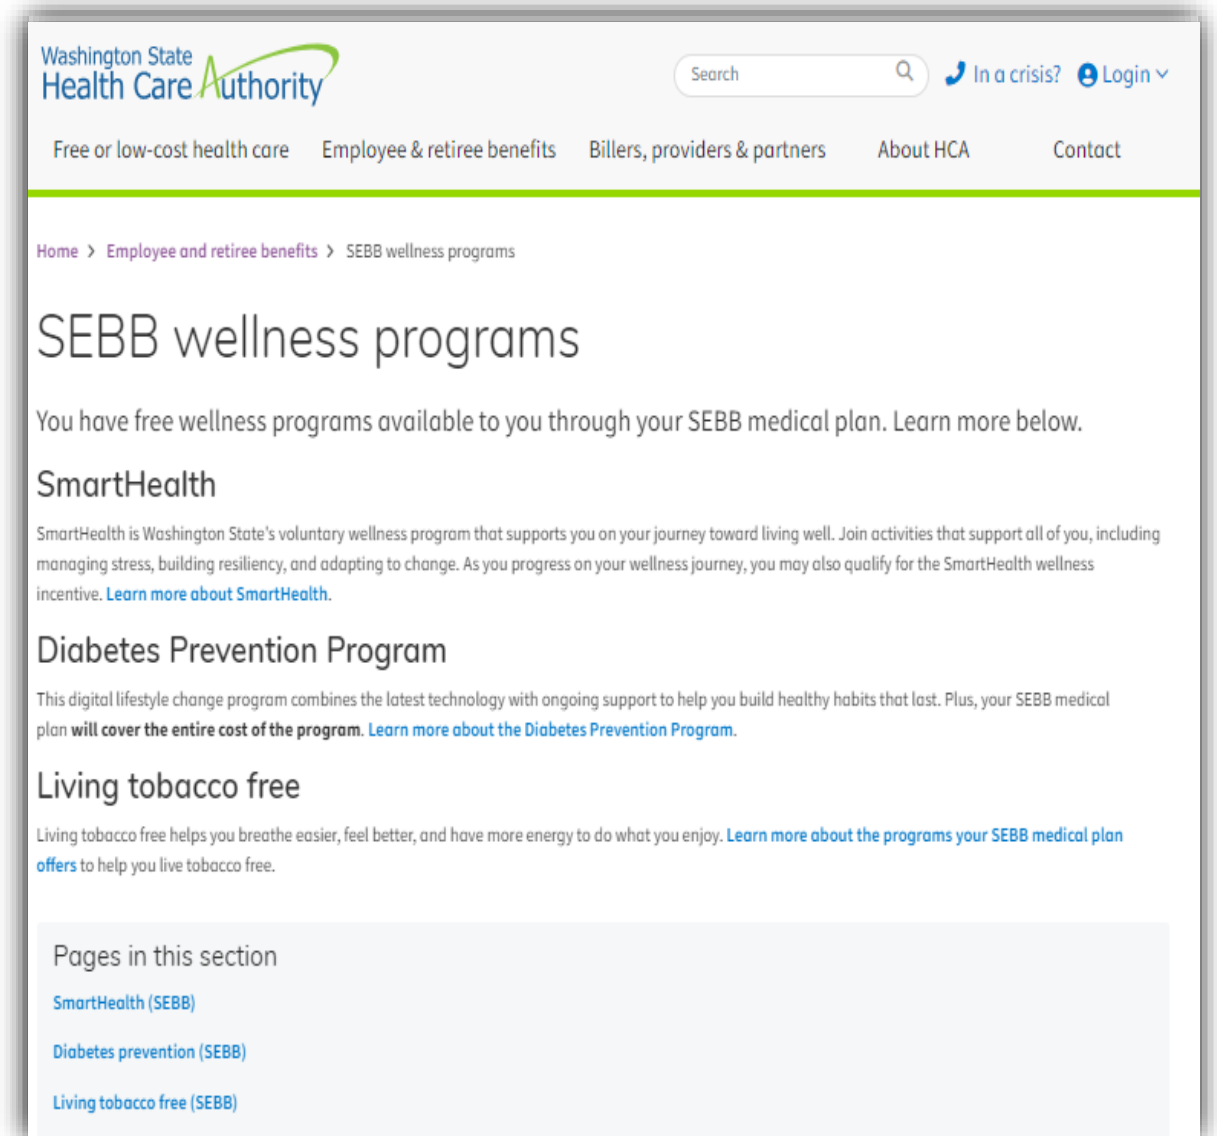 Washington State
Health Care Authority
Search
In a crisis?
Login
Free or low-cost health care
Employee & retiree benefits
Billers, providers & partners
About HCA
Contact
Home > Employee and retiree benefits > SEBB wellness programs
SEBB wellness programs
You have free wellness programs available to you through your SEBB medical plan. Learn more below.
SmartHealth
SmartHealth is Washington State's voluntary wellness program that supports you on your journey toward living well. Join activities that support all of you, including
managing stress, building resiliency, and adapting to change. As you progress on your wellness journey, you may also qualify for the SmartHealth wellness
incentive. Learn more about SmartHealth.
Diabetes Prevention Program
This digital lifestyle change program combines the latest technology with ongoing support to help you build healthy habits that last. Plus, your SEBB medical
plan will cover the entire cost of the program. Learn more about the Diabetes Prevention Program.
Living tobacco free
Living tobacco free helps you breathe easier, feel better, and have more energy to do what you enjoy. Learn more about the programs your SEBB medical plan
offers to help you live tobacco free.
Pages in this section
SmartHealth (SEBB)
Diabetes prevention (SEBB)
Living tobacco free (SEBB)